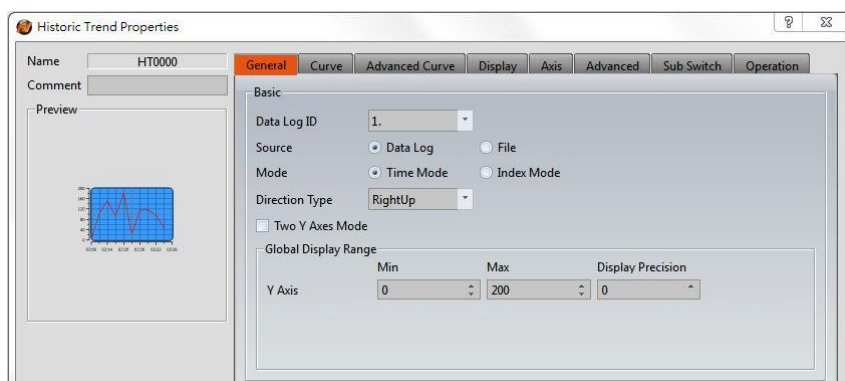 Historic Trend Properties
Name HT0000
Comment
Preview
General Curve Advanced Curve Display Axis Advanced Sub Switch Operation
Basic
Data Log ID 1.
Source Data Log File
Mode Time Mode Index Mode
Direction Type RightUp
Two Y Axes Mode
Global Display Range
Min Max Display Precision
Y Axis 0 200 0